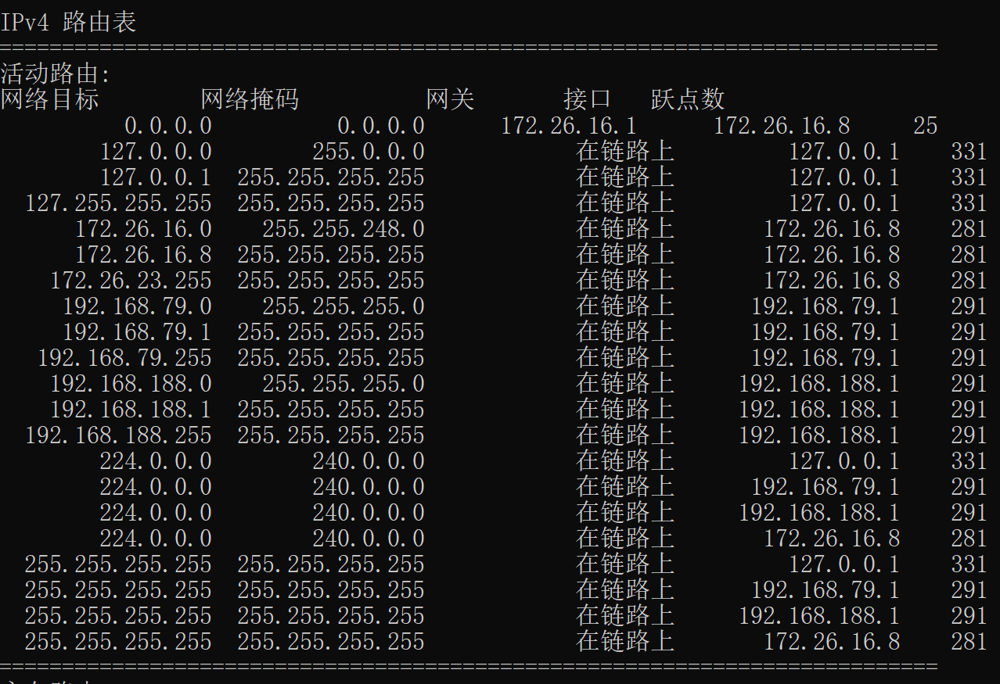 IPv4 路由表
===========================================================================
活动路由:
网络目标        网络掩码          网关       接口   跃点数
          0.0.0.0          0.0.0.0      172.26.16.1      172.26.16.8     25
        127.0.0.0        255.0.0.0            在链路上         127.0.0.1    331
        127.0.0.1  255.255.255.255            在链路上         127.0.0.1    331
  127.255.255.255  255.255.255.255            在链路上         127.0.0.1    331
      172.26.16.0    255.255.248.0            在链路上       172.26.16.8    281
      172.26.16.8  255.255.255.255            在链路上       172.26.16.8    281
    172.26.23.255  255.255.255.255            在链路上       172.26.16.8    281
     192.168.79.0    255.255.255.0            在链路上      192.168.79.1    291
     192.168.79.1  255.255.255.255            在链路上      192.168.79.1    291
   192.168.79.255  255.255.255.255            在链路上      192.168.79.1    291
    192.168.188.0    255.255.255.0            在链路上     192.168.188.1    291
    192.168.188.1  255.255.255.255            在链路上     192.168.188.1    291
  192.168.188.255  255.255.255.255            在链路上     192.168.188.1    291
        224.0.0.0        240.0.0.0            在链路上         127.0.0.1    331
        224.0.0.0        240.0.0.0            在链路上      192.168.79.1    291
        224.0.0.0        240.0.0.0            在链路上     192.168.188.1    291
        224.0.0.0        240.0.0.0            在链路上       172.26.16.8    281
  255.255.255.255  255.255.255.255            在链路上         127.0.0.1    331
  255.255.255.255  255.255.255.255            在链路上      192.168.79.1    291
  255.255.255.255  255.255.255.255            在链路上     192.168.188.1    291
  255.255.255.255  255.255.255.255            在链路上       172.26.16.8    281
===========================================================================